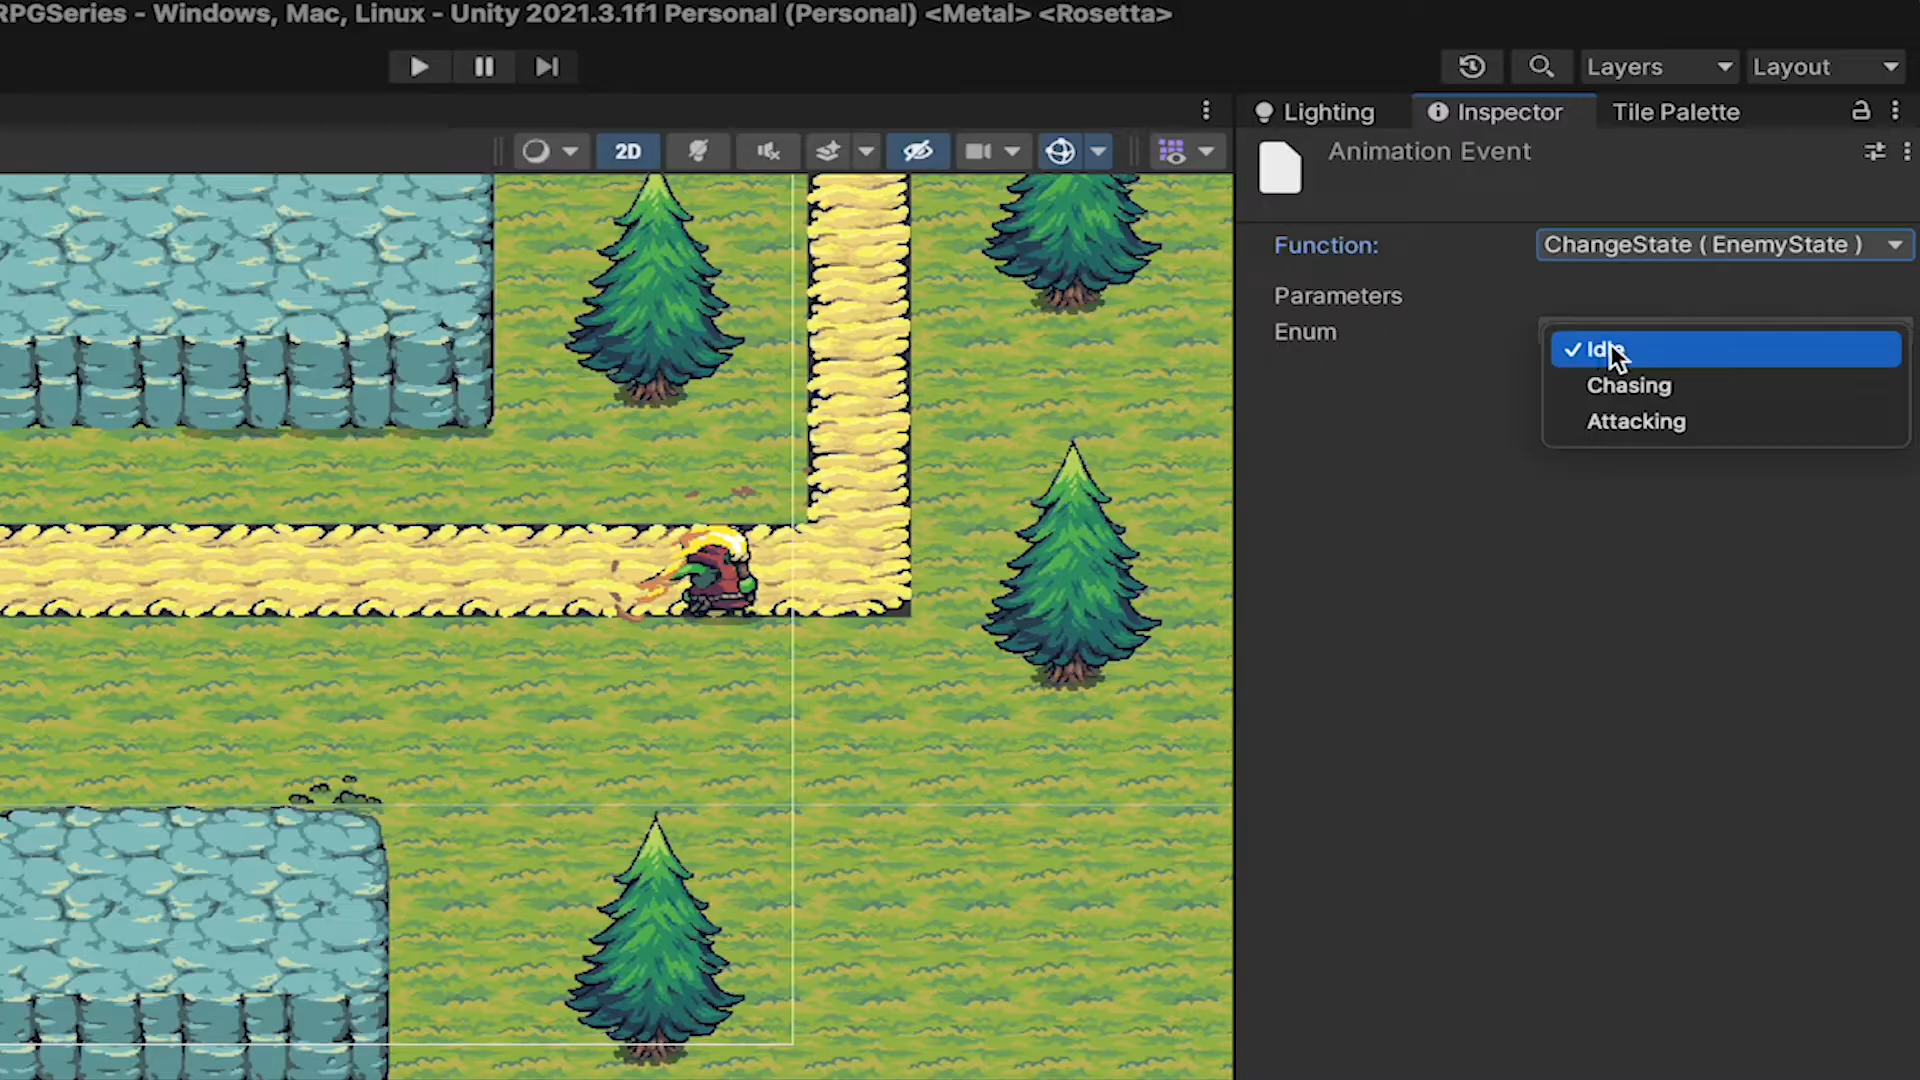 RPGSeries - Windows, Mac, Linux - Unity 2021.3.1f1 Personal (Personal) <Metal> <Rosetta>
Layers
Layout
Lighting
Inspector
Tile Palette
2D
Animation Event
Function:
ChangeState ( EnemyState )
Parameters
Enum
Idle
Chasing
Attacking